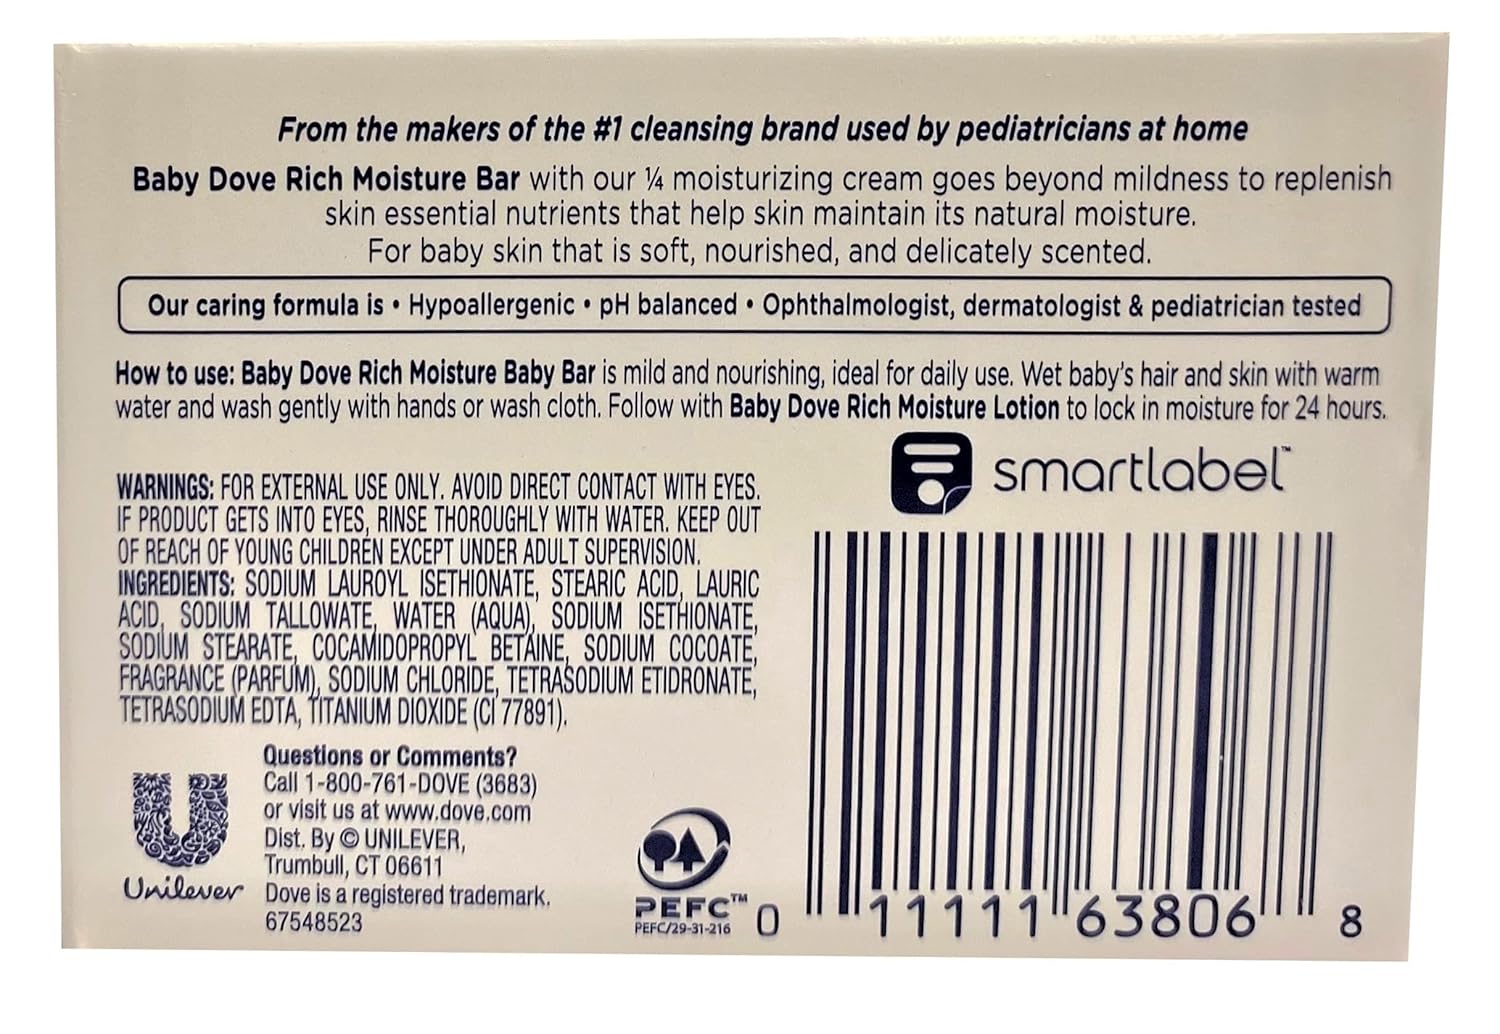 From the makers of the #1 cleansing brand used by pediatricians at home
Baby Dove Rich Moisture Bar with our ¼ moisturizing cream goes beyond mildness to replenish
skin essential nutrients that help skin maintain its natural moisture.
For baby skin that is soft, nourished, and delicately scented.
Our caring formula is • Hypoallergenic • pH balanced • Ophthalmologist, dermatologist & pediatrician tested
How to use: Baby Dove Rich Moisture Baby Bar is mild and nourishing, ideal for daily use. Wet baby's hair and skin with warm
water and wash gently with hands or wash cloth. Follow with Baby Dove Rich Moisture Lotion to lock in moisture for 24 hours.
smartlabel™
WARNINGS: FOR EXTERNAL USE ONLY. AVOID DIRECT CONTACT WITH EYES.
IF PRODUCT GETS INTO EYES, RINSE THOROUGHLY WITH WATER. KEEP OUT
OF REACH OF YOUNG CHILDREN EXCEPT UNDER ADULT SUPERVISION.
INGREDIENTS: SODIUM LAUROYL ISETHIONATE, STEARIC ACID, LAURIC
ACID, SODIUM TALLOWATE, WATER (AQUA), SODIUM ISETHIONATE,
SODIUM STEARATE, COCAMIDOPROPYL BETAINE, SODIUM COCOATE,
FRAGRANCE (PARFUM), SODIUM CHLORIDE, TETRASODIUM ETIDRONATE,
TETRASODIUM EDTA, TITANIUM DIOXIDE (CI 77891).
Unilever
Questions or Comments?
Call 1-800-761-DOVE (3683)
or visit us at www.dove.com
Dist. By © UNILEVER,
Trumbull, CT 06611
Dove is a registered trademark.
67548523
PEFC™
PEFC/29-31-216
0 11111 63806 8